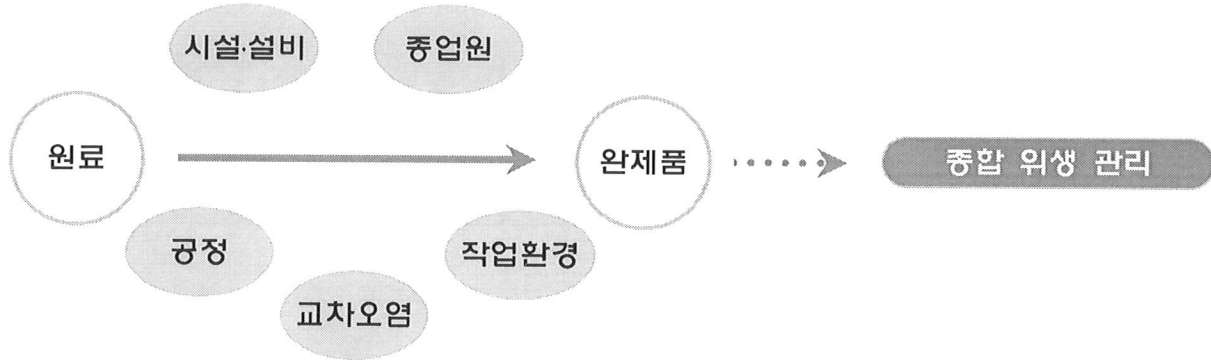 시설·설비
종업원
원료
완제품
종합 위생 관리
공정
작업환경
교차오염